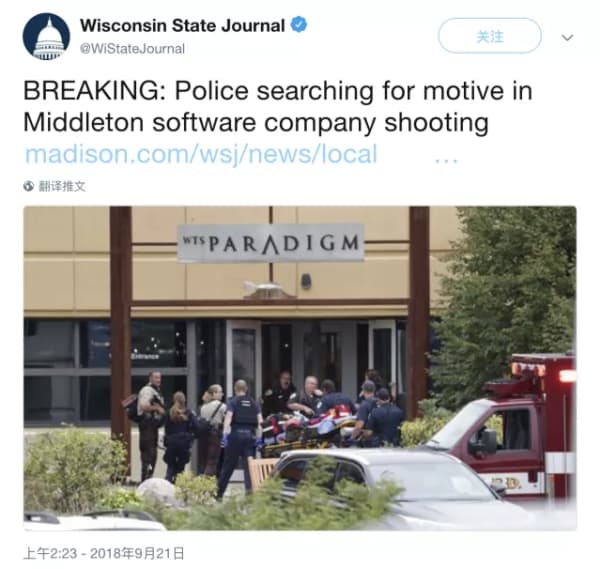 Wisconsin State Journal
@WiStateJournal
关注
BREAKING: Police searching for motive in
Middleton software company shooting
madison.com/wsj/news/local ...
翻译推文
WTS PARADIGM
Entrance
上午2:23 - 2018年9月21日